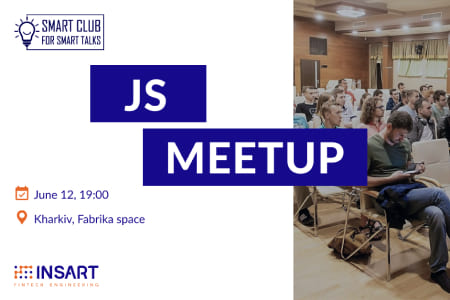 SMART CLUB
FOR SMART TALKS
JS
MEETUP
June 12, 19:00
Kharkiv, Fabrika space
INSART
FINTECH ENGINEERING